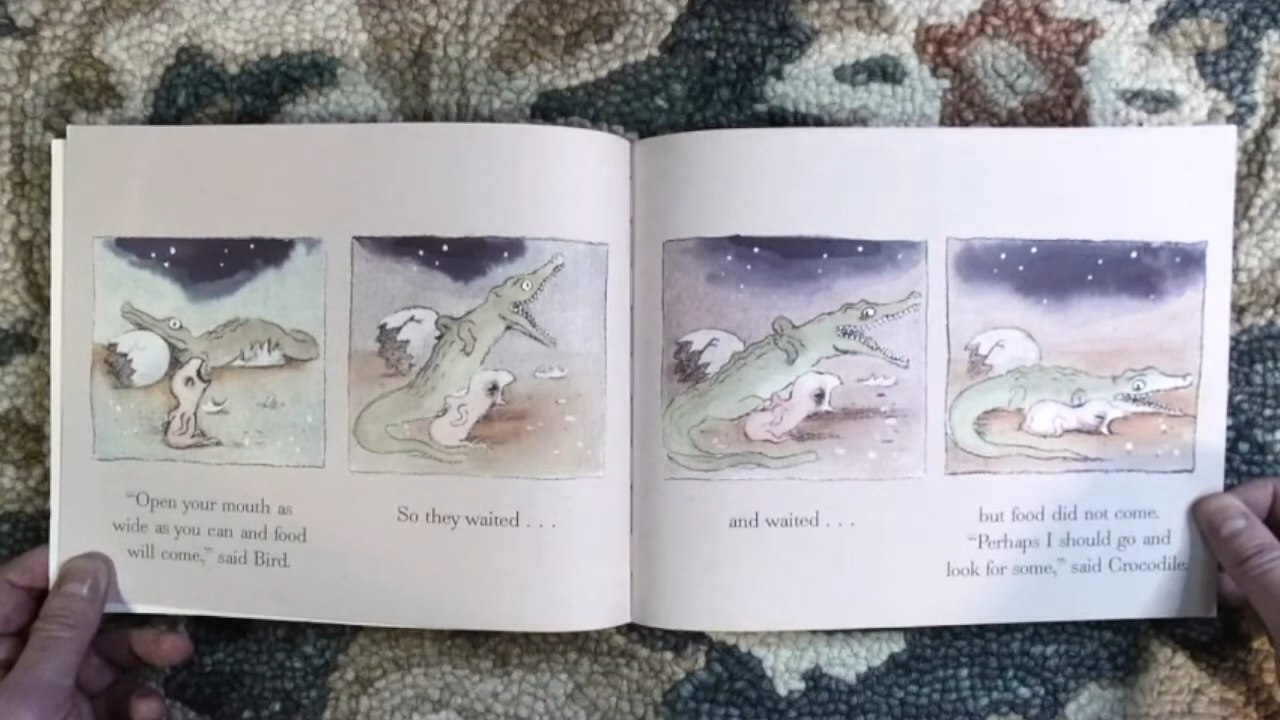 “Open your mouth as
wide as you can and food
will come,” said Bird.
So they waited . . .
and waited . . .
but food did not come.
“Perhaps I should go and
look for some,” said Crocodile.